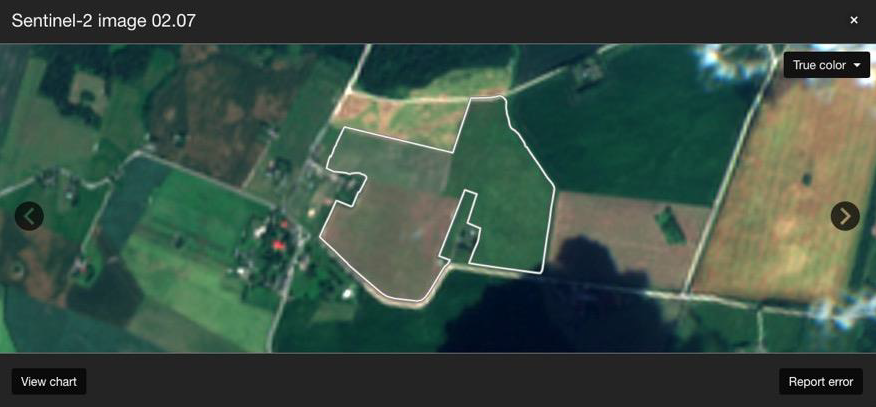 Sentinel-2 image 02.07
×
True color
View chart
Report error